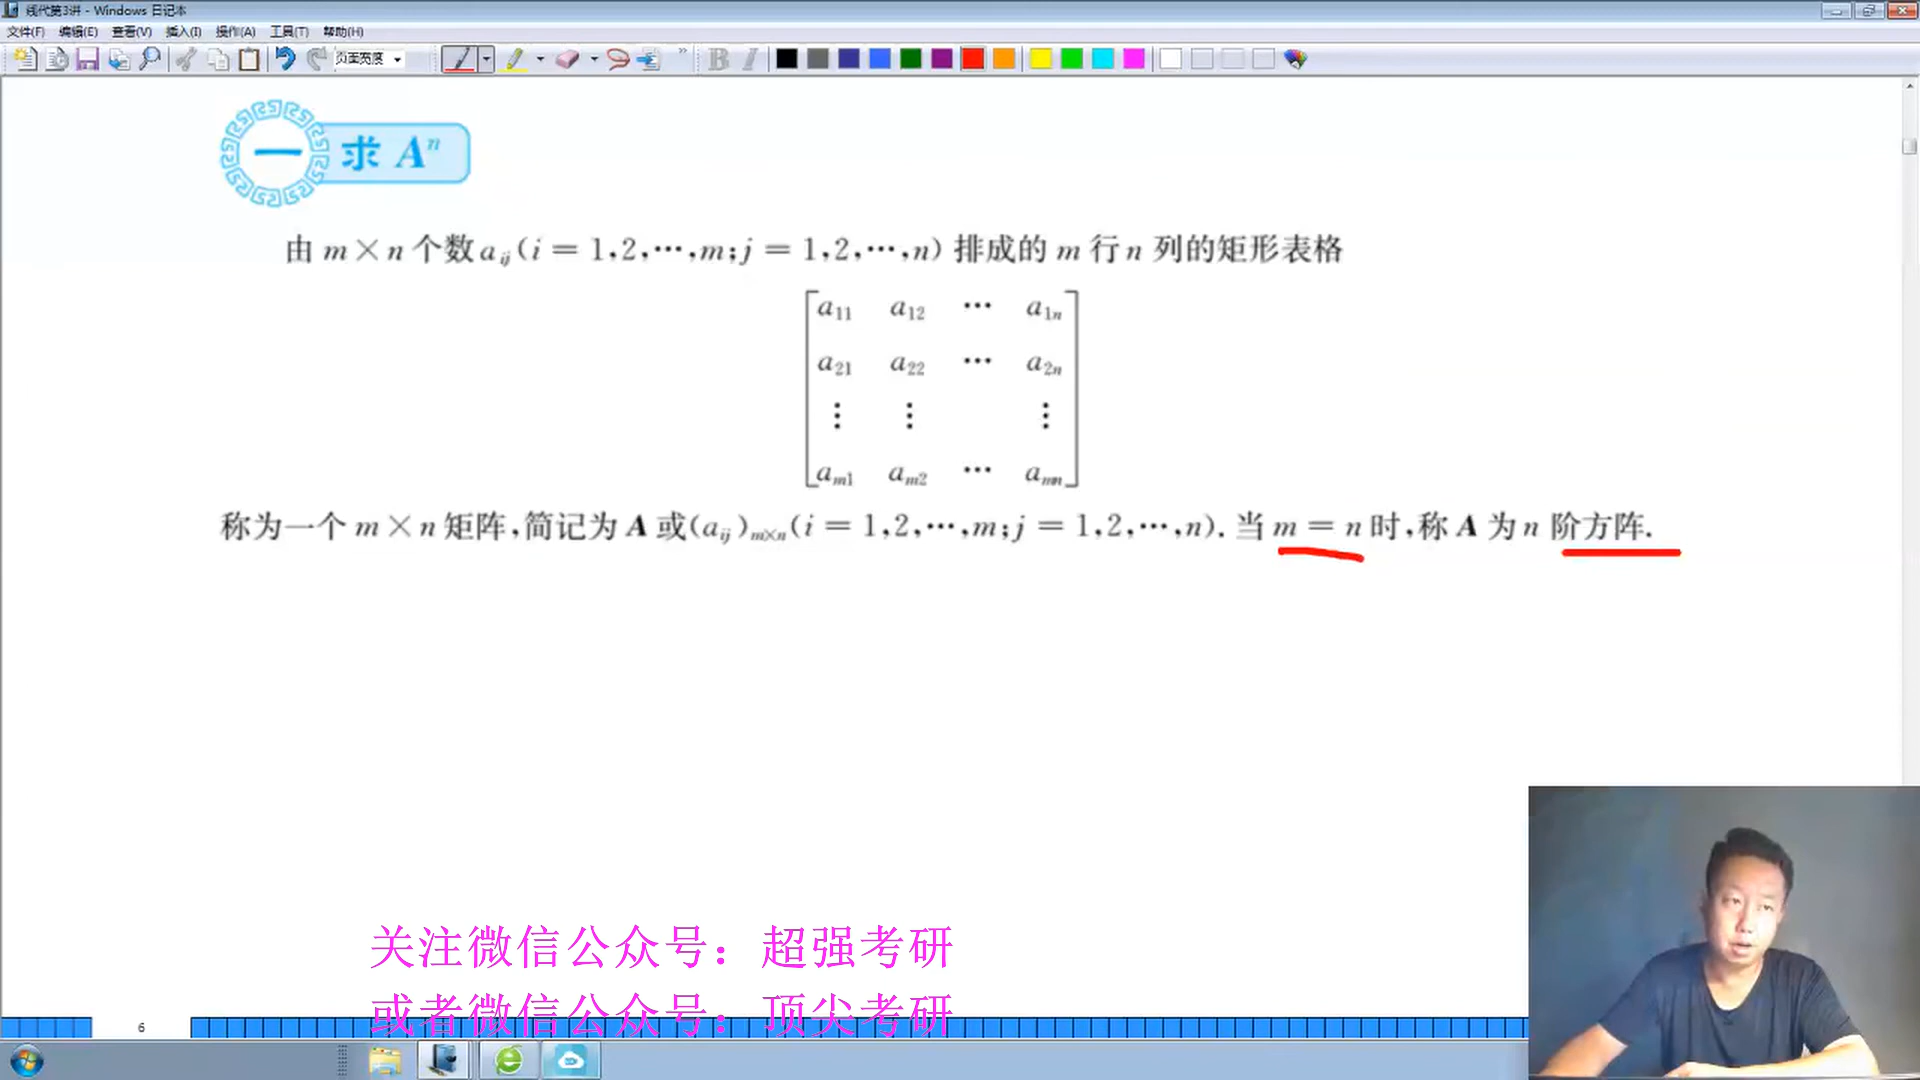 线代第3讲 - Windows 日记本
文件(F) 编辑(E) 查看(V) 插入(I) 操作(A) 工具(T) 帮助(H)
页面宽度
B I
一 求 Aⁿ
由 m × n 个数 aᵢⱼ (i = 1,2,⋯,m;j = 1,2,⋯,n) 排成的 m 行 n 列的矩形表格
a₁₁ a₁₂ ⋯ a₁ₙ
a₂₁ a₂₂ ⋯ a₂ₙ
⋮ ⋮ ⋮
aₘ₁ aₘ₂ ⋯ aₘₙ
称为一个 m × n 矩阵,简记为 A 或(aᵢⱼ)ₘ×ₙ(i = 1,2,⋯,m;j = 1,2,⋯,n). 当 m = n 时,称 A 为 n 阶方阵.
关注微信公众号：超强考研
或者微信公众号：顶尖考研
6